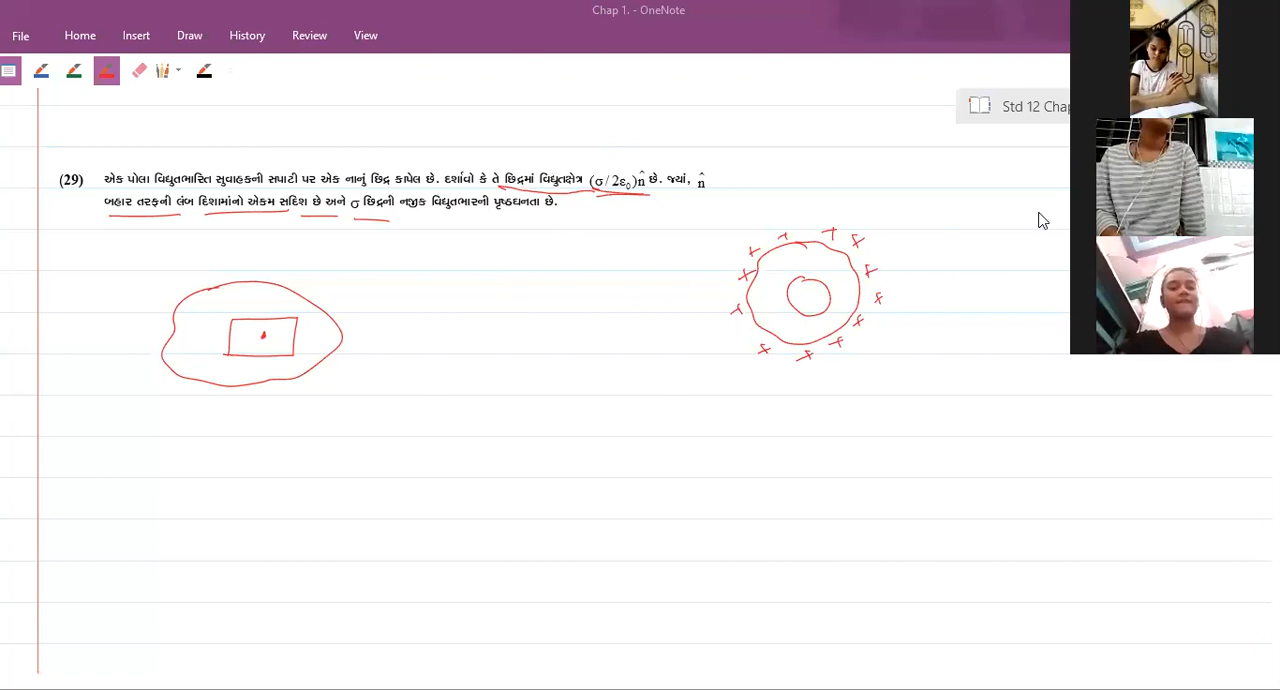 Chap 1. - OneNote
File Home Insert Draw History Review View
Std 12 Chap
(29) એક પોલા વિદ્યુતભારિત સુવાહકની સપાટી પર એક નાનું છિદ્ર કાપેલ છે. દર્શાવો કે તે છિદ્રમાં વિદ્યુતક્ષેત્ર (σ/2ε₀)n̂ છે. જ્યાં, n̂
બહાર તરફની લંબ દિશામાંનો એકમ સદિશ છે અને σ છિદ્રની નજીક વિદ્યુતભારની પૃષ્ઠઘનતા છે.